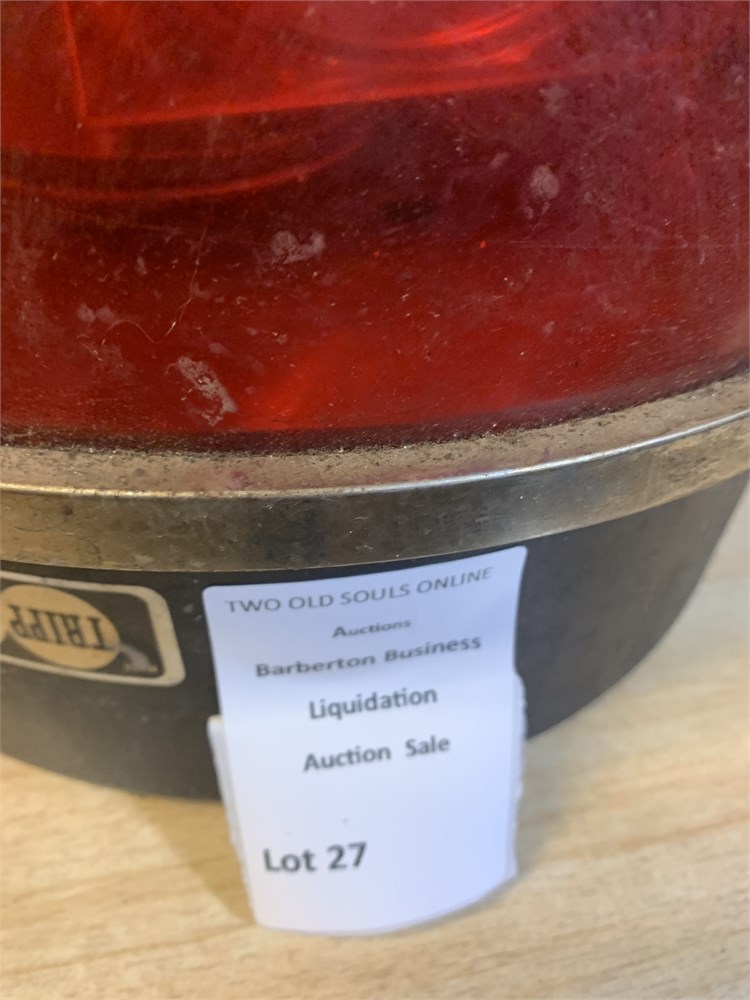 TWO OLD SOULS ONLINE
Auctions
Barberton Business
Liquidation
Auction Sale
Lot 27
TRIPP